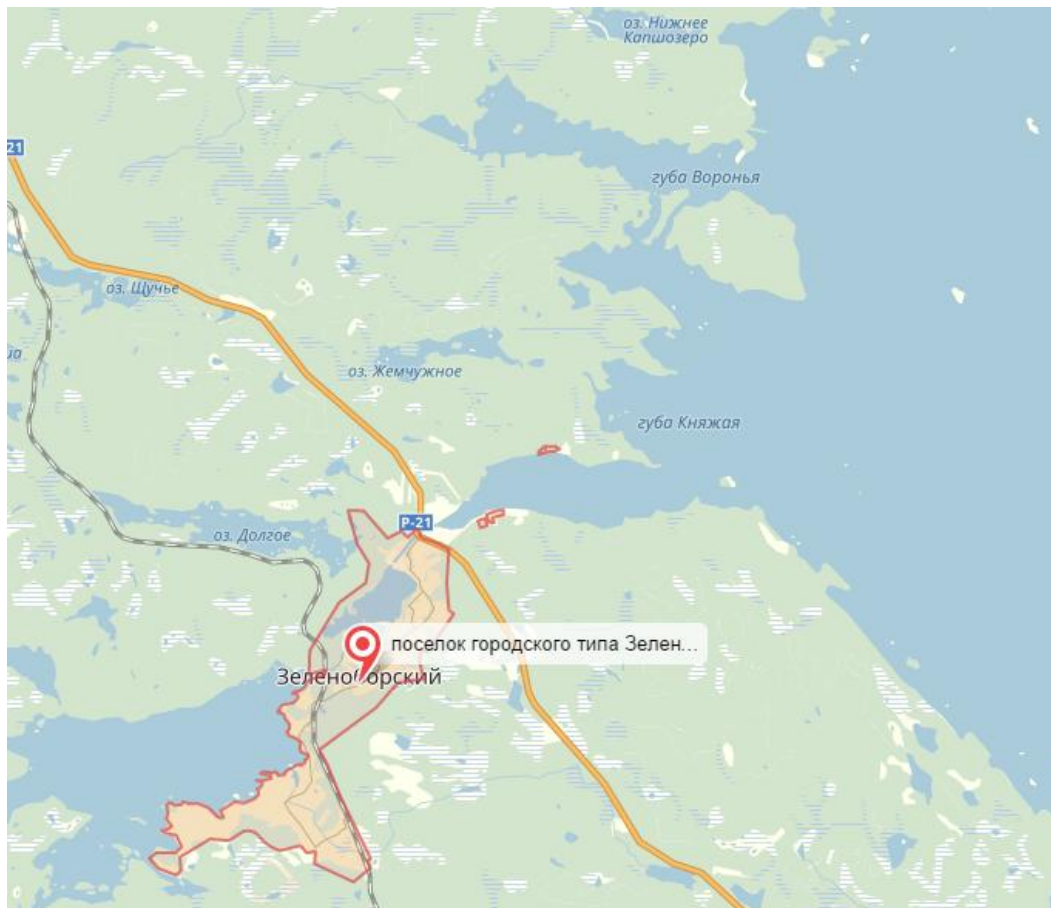 оз. Нижнее
Капшозеро
21
губа Воронья
оз. Щучье
оз. Жемчужное
губа Княжая
Р-21
оз. Долгое
поселок городского типа Зелен...
Зеленоборский